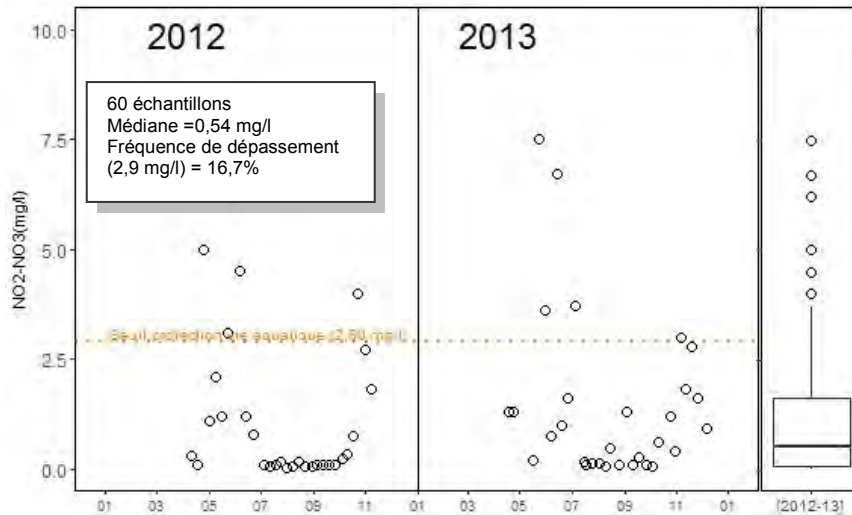 2012
2013
10.0
60 échantillons
Médiane =0,54 mg/l
Fréquence de dépassement
(2,9 mg/l) = 16,7%
7.5
NO2-NO3(mg/l)
5.0
Seuil protection vie aquatique (2,90 mg/l)
2.5
0.0
01 03 05 07 09 11 01 03 05 07 09 11 01
[2012-13]